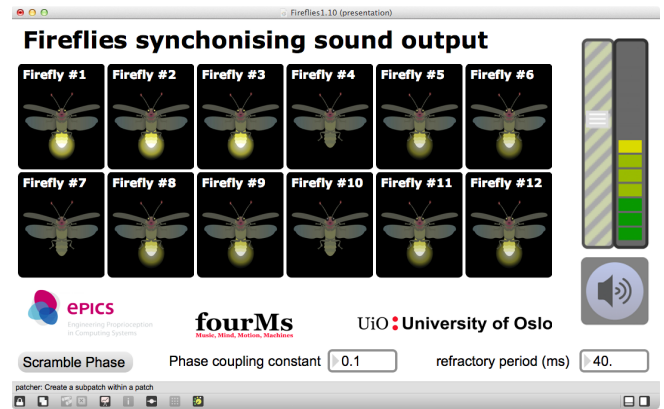 Fireflies1.10 (presentation)
Fireflies synchonising sound output
Firefly #1 Firefly #2 Firefly #3 Firefly #4 Firefly #5 Firefly #6
Firefly #7 Firefly #8 Firefly #9 Firefly #10 Firefly #11 Firefly #12
ePICS
Engineering Proprioception
in Computing Systems
fourMs
Music, Mind, Motion, Machines
UiO : University of Oslo
Scramble Phase Phase coupling constant 0.1 refractory period (ms) 40.
patcher: Create a subpatch within a patch